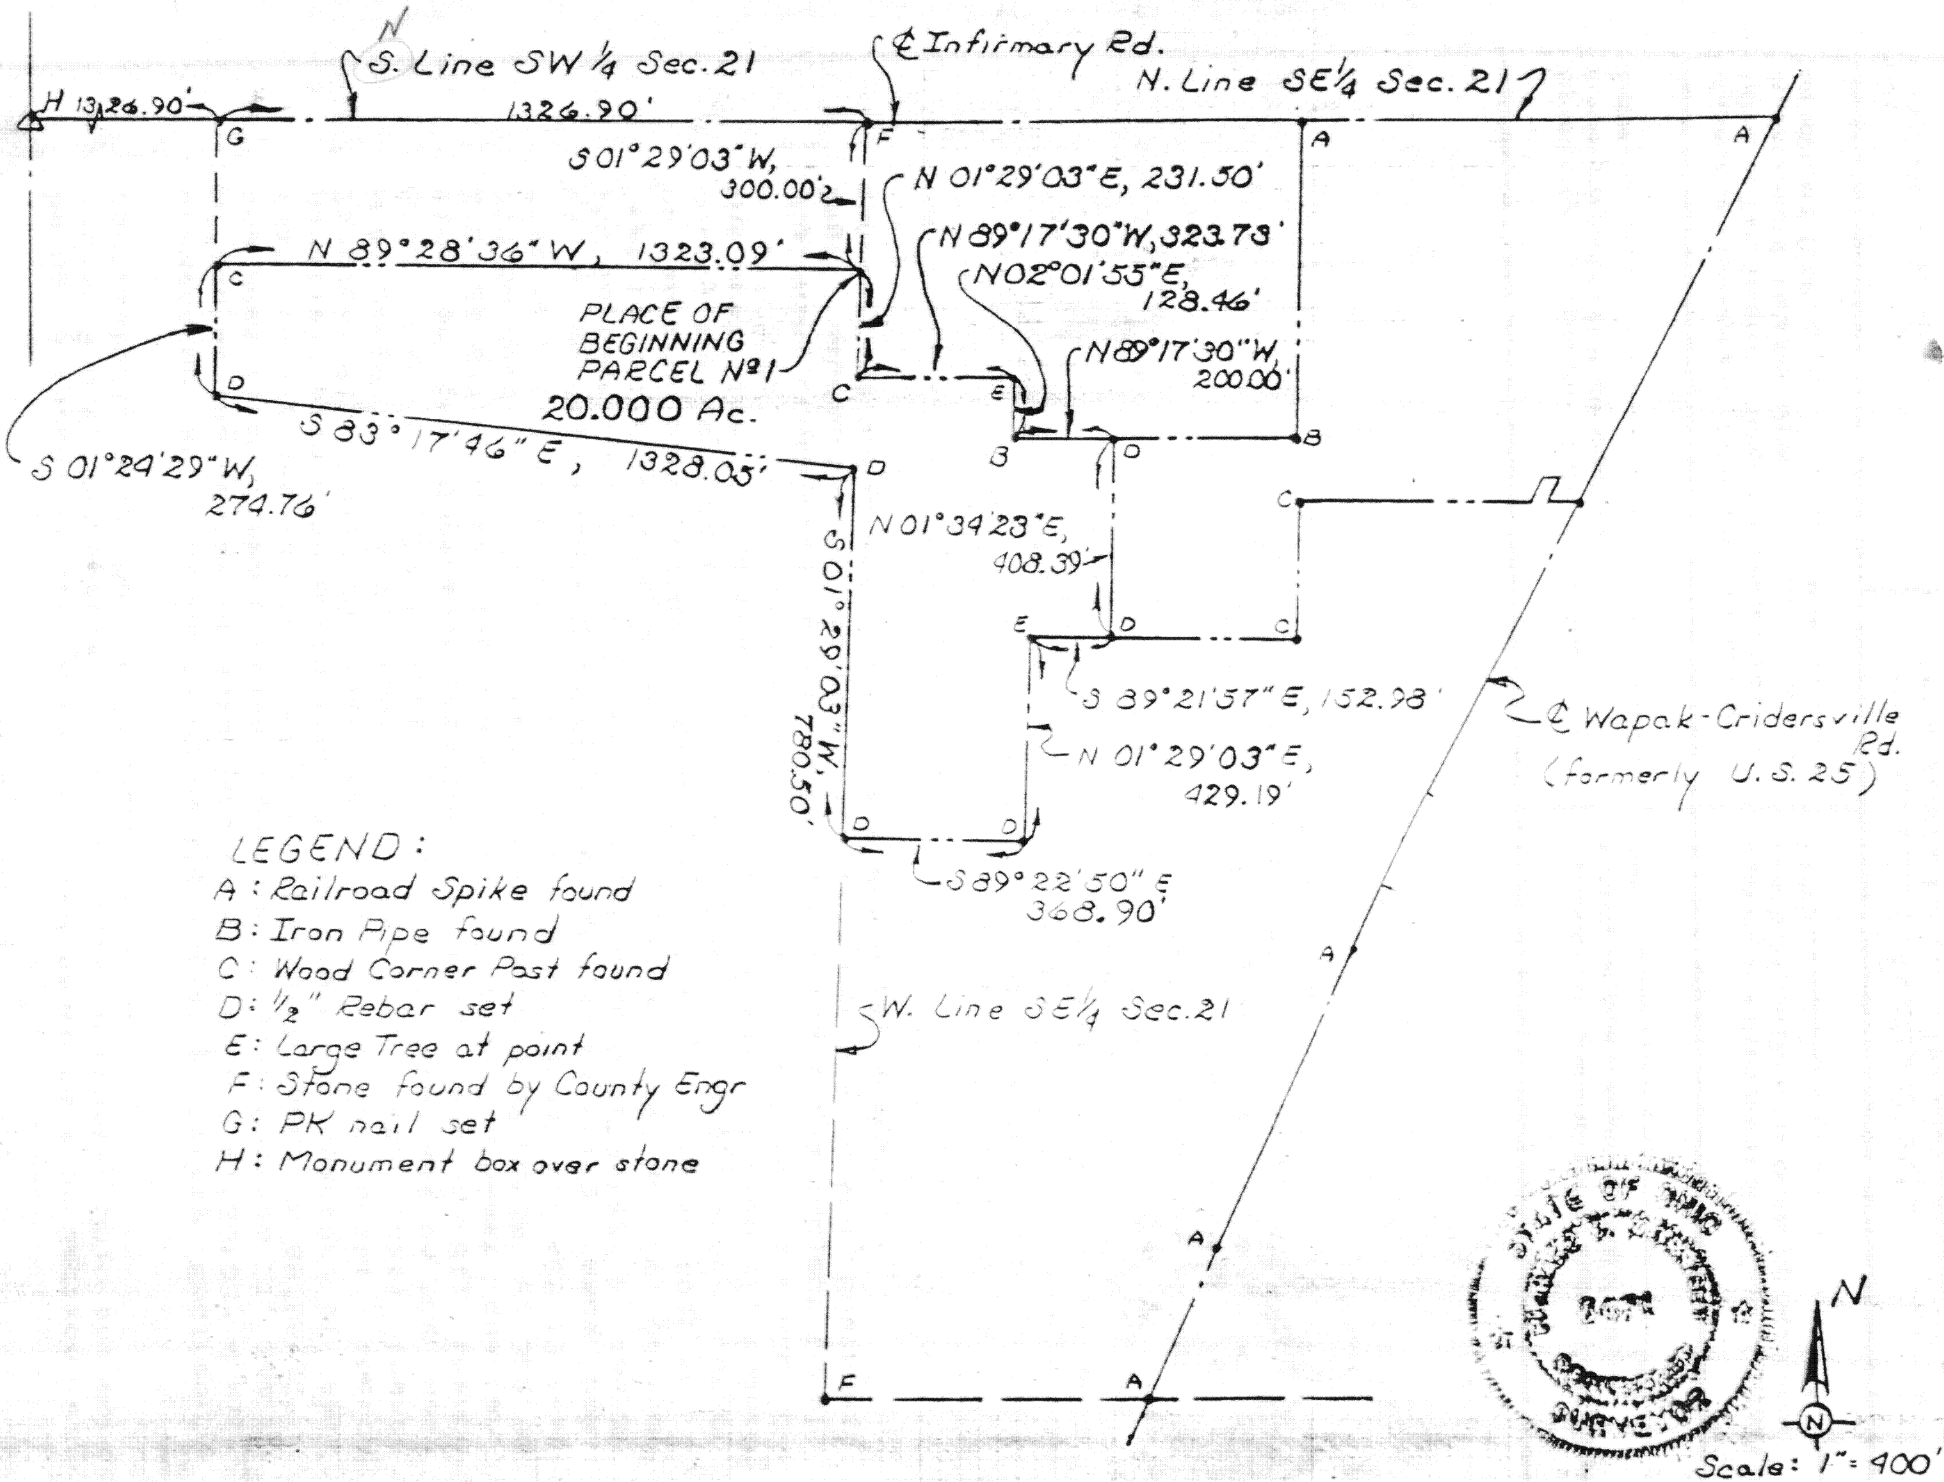 N
S. Line SW 1/4 Sec. 21
℄ Infirmary Rd.
N. Line SE 1/4 Sec. 21
H 1326.90'
1326.90'
G
F
A
A
S 01° 29' 03" W,
300.00'
N 01° 29' 03" E, 231.50'
N 89° 17' 30" W, 323.73'
N 02° 01' 55" E,
128.46'
N 89° 28' 36" W, 1323.09'
C
PLACE OF
BEGINNING
PARCEL Nº 1
20.000 Ac.
N 89° 17' 30" W,
200.00'
C
E
D
B
D
B
S 83° 17' 46" E, 1328.05'
D
S 01° 24' 29" W,
274.76'
C
N 01° 34' 23" E,
408.39'
S 01° 29' 03" W,
780.50'
E
D
C
S 89° 21' 57" E, 152.98'
℄ Wapak-Cridersville
Rd.
(formerly U.S. 25)
N 01° 29' 03" E,
429.19'
D
D
S 89° 22' 50" E
368.90'
LEGEND:
A: Railroad Spike found
B: Iron Pipe found
C: Wood Corner Post found
D: 1/2" Rebar set
E: Large Tree at point
F: Stone found by County Engr
G: PK nail set
H: Monument box over stone
A
W. Line SE 1/4 Sec. 21
A
F
A
STATE OF OHIO
N
N
Scale: 1" = 400'